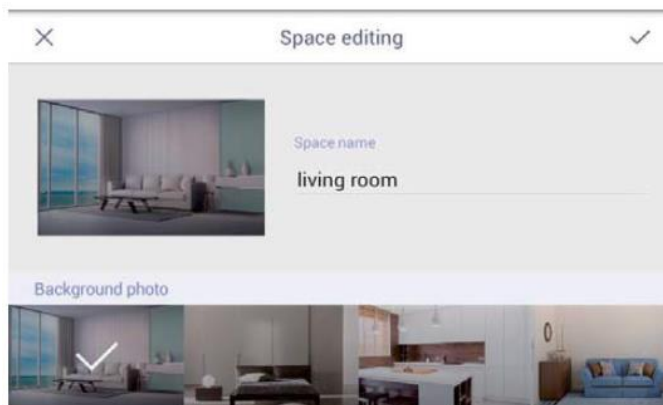 Space editing
Space name
living room
Background photo